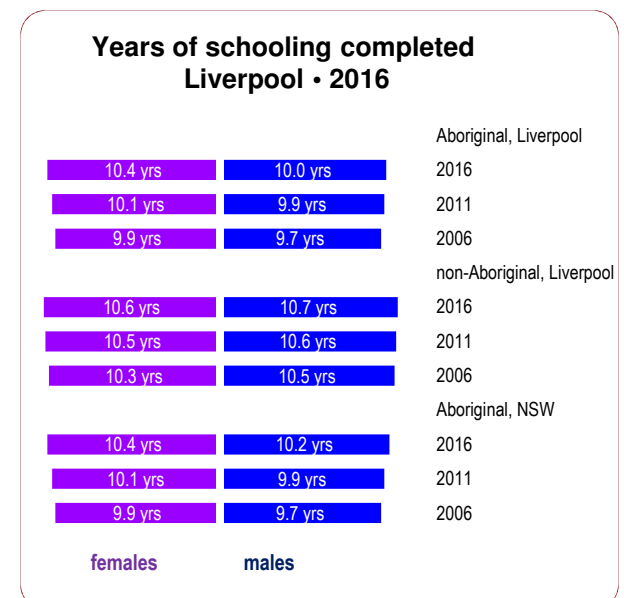 Years of schooling completed
Liverpool • 2016
Aboriginal, Liverpool
10.4 yrs 10.0 yrs 2016
10.1 yrs 9.9 yrs 2011
9.9 yrs 9.7 yrs 2006
non-Aboriginal, Liverpool
10.6 yrs 10.7 yrs 2016
10.5 yrs 10.6 yrs 2011
10.3 yrs 10.5 yrs 2006
Aboriginal, NSW
10.4 yrs 10.2 yrs 2016
10.1 yrs 9.9 yrs 2011
9.9 yrs 9.7 yrs 2006
females males